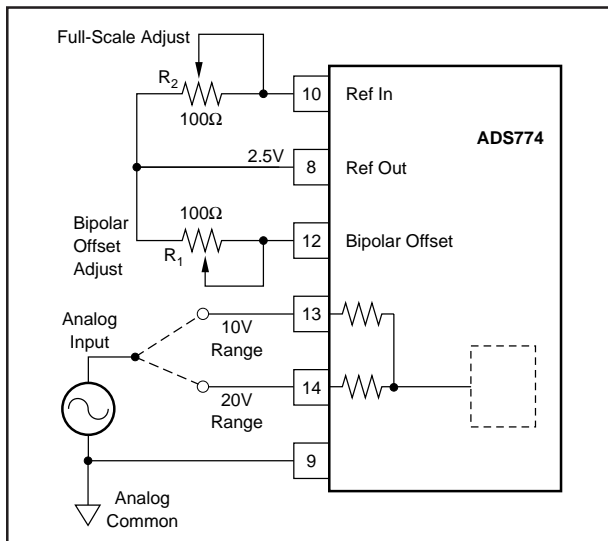 Full-Scale Adjust
R2
100Ω
10
Ref In
ADS774
2.5V
8
Ref Out
100Ω
Bipolar
Offset
Adjust
R1
12
Bipolar Offset
Analog
Input
10V
Range
13
20V
Range
14
9
Analog
Common